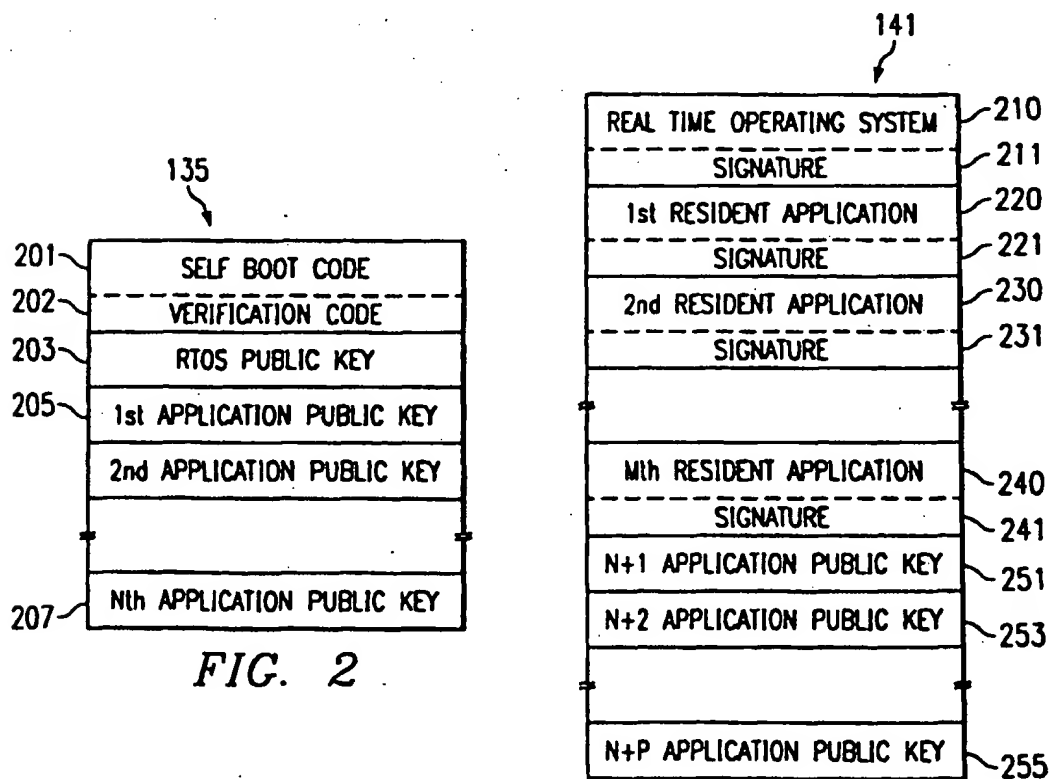 135
201 SELF BOOT CODE
202 VERIFICATION CODE
203 RTOS PUBLIC KEY
205 1st APPLICATION PUBLIC KEY
2nd APPLICATION PUBLIC KEY
207 Nth APPLICATION PUBLIC KEY
FIG. 2
141
REAL TIME OPERATING SYSTEM 210
SIGNATURE 211
1st RESIDENT APPLICATION 220
SIGNATURE 221
2nd RESIDENT APPLICATION 230
SIGNATURE 231
Mth RESIDENT APPLICATION 240
SIGNATURE 241
N+1 APPLICATION PUBLIC KEY 251
N+2 APPLICATION PUBLIC KEY 253
N+P APPLICATION PUBLIC KEY 255